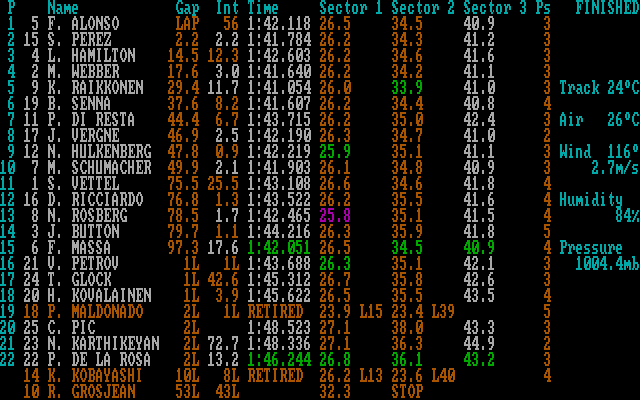 P Name Gap Int Time Sector 1 Sector 2 Sector 3 Ps FINISHED
1 5 F. ALONSO LAP 56 1:42.118 26.5 34.5 40.9 3
2 15 S. PEREZ 2.2 2.2 1:41.784 26.2 34.3 41.2 3
3 4 L. HAMILTON 14.5 12.3 1:42.603 26.2 34.6 41.6 3
4 2 M. WEBBER 17.6 3.0 1:41.640 26.2 34.2 41.1 3
5 9 K. RAIKKONEN 29.4 11.7 1:41.054 26.0 33.9 41.0 3 Track 24°C
6 19 B. SENNA 37.6 8.2 1:41.607 26.2 34.4 40.8 4
7 11 P. DI RESTA 44.4 6.7 1:43.715 26.2 35.0 42.4 3 Air 26°C
8 17 J. VERGNE 46.9 2.5 1:42.190 26.3 34.7 41.0 2
9 12 N. HULKENBERG 47.8 0.9 1:42.219 25.9 35.1 41.1 3 Wind 116°
10 7 M. SCHUMACHER 49.9 2.1 1:41.903 26.1 34.8 40.9 3 2.7m/s
11 1 S. VETTEL 75.5 25.5 1:43.108 26.6 34.6 41.8 4
12 16 D. RICCIARDO 76.8 1.3 1:43.522 26.2 35.5 41.8 4 Humidity
13 8 N. ROSBERG 78.5 1.7 1:42.465 25.8 35.1 41.5 4 84%
14 3 J. BUTTON 79.7 1.1 1:44.216 26.3 35.9 41.8 5
15 6 F. MASSA 97.3 17.6 1:42.051 26.5 34.5 40.9 4 Pressure
16 21 V. PETROV 1L 1L 1:43.688 26.3 35.1 42.1 3 1004.4mb
17 24 T. GLOCK 1L 42.6 1:45.312 26.7 35.8 42.6 3
18 20 H. KOVALAINEN 1L 3.9 1:45.622 26.5 35.5 43.5 4
19 18 P. MALDONADO 2L 1L RETIRED 23.9 L15 23.4 L39 5
20 25 C. PIC 2L 1:48.523 27.1 38.0 43.3 3
21 23 N. KARTHIKEYAN 2L 72.7 1:48.336 27.1 36.3 44.9 2
22 22 P. DE LA ROSA 2L 13.2 1:46.244 26.8 36.1 43.2 3
14 K. KOBAYASHI 10L 8L RETIRED 26.2 L13 23.6 L40 4
10 R. GROSJEAN 53L 43L 32.3 STOP